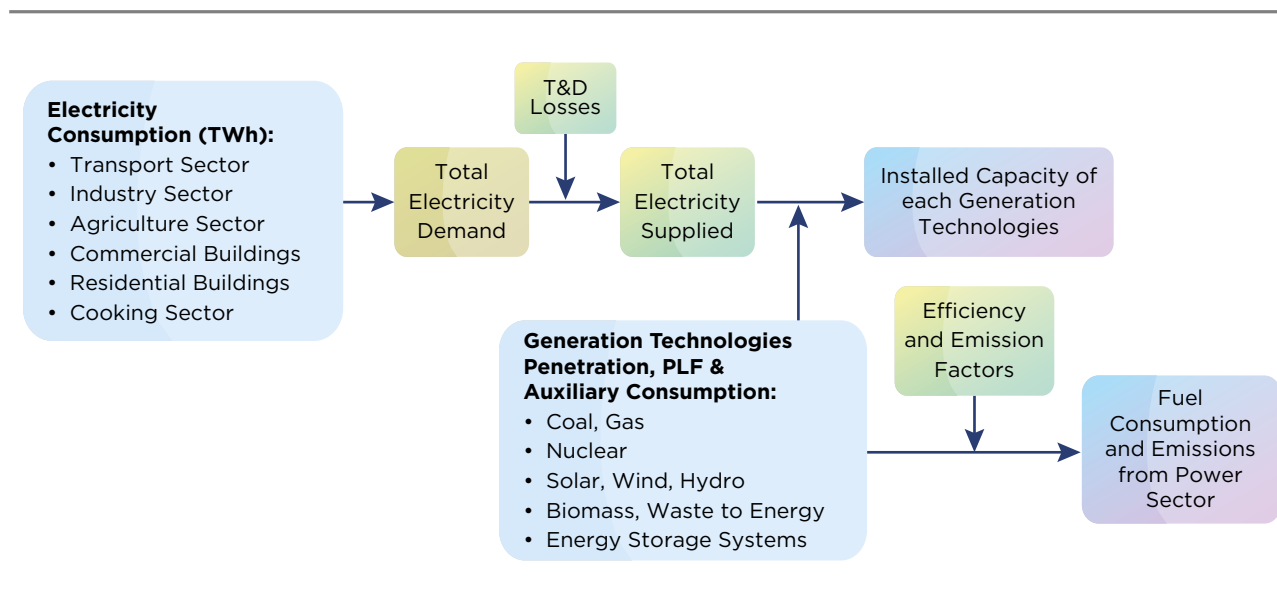 Electricity
Consumption (TWh):
• Transport Sector
• Industry Sector
• Agriculture Sector
• Commercial Buildings
• Residential Buildings
• Cooking Sector
Total
Electricity
Demand
T&D
Losses
Total
Electricity
Supplied
Installed Capacity of
each Generation
Technologies
Generation Technologies
Penetration, PLF &
Auxiliary Consumption:
• Coal, Gas
• Nuclear
• Solar, Wind, Hydro
• Biomass, Waste to Energy
• Energy Storage Systems
Efficiency
and Emission
Factors
Fuel
Consumption
and Emissions
from Power
Sector